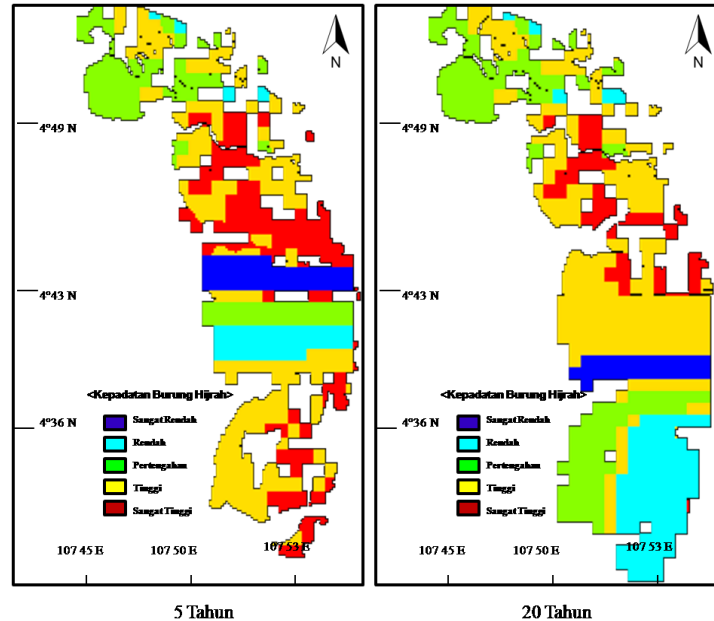 N
4°49 N
4°43 N
<Kepadatan Burung Hijrah>
4°36 N
Sangat Rendah
Rendah
Pertengahan
Tinggi
Sangat Tinggi
107 45 E
107 50 E
107 53 E
5 Tahun
N
4°49 N
4°43 N
<Kepadatan Burung Hijrah>
4°36 N
Sangat Rendah
Rendah
Pertengahan
Tinggi
Sangat Tinggi
107 45 E
107 50 E
107 53 E
20 Tahun